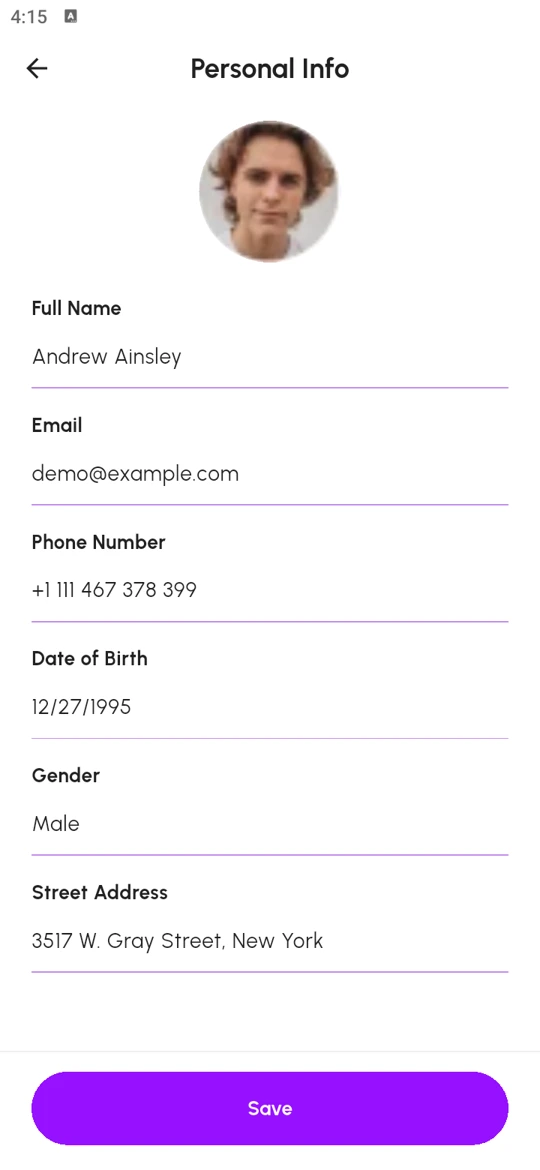 4:15
A
Personal Info
Full Name
Andrew Ainsley
Email
demo@example.com
Phone Number
+1 111 467 378 399
Date of Birth
12/27/1995
Gender
Male
Street Address
3517 W. Gray Street, New York
Save